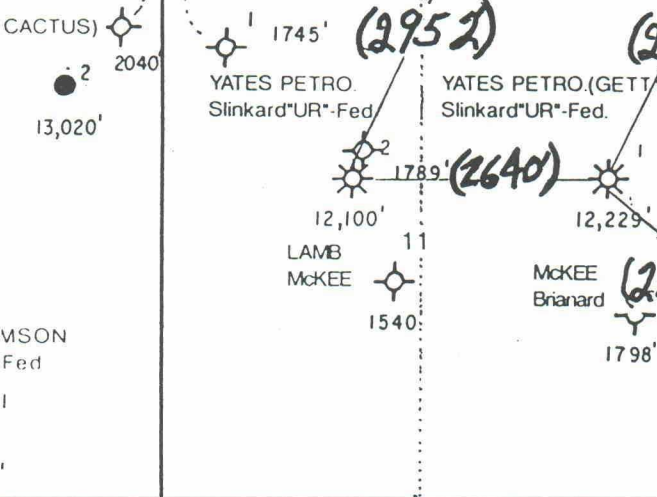 CACTUS)
2040'
2
13,020'
1
1745'
(2952)
YATES PETRO.
Slinkard"UR"-Fed
2
1789'
(2640')
12,100'
YATES PETRO.(GETT
Slinkard"UR"-Fed.
1
12,229'
11
LAMB
McKEE
1540
McKEE
Brianard
1798'
MSON
Fed
1